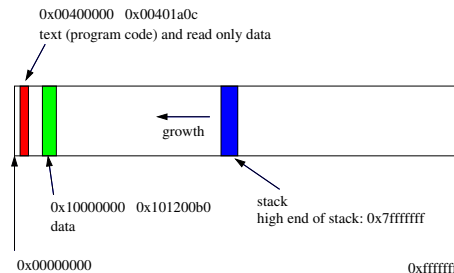 0x00400000 0x00401a0c
text (program code) and read only data
growth
0x10000000 0x101200b0
data
stack
high end of stack: 0x7fffffff
0x00000000
0xfffffff